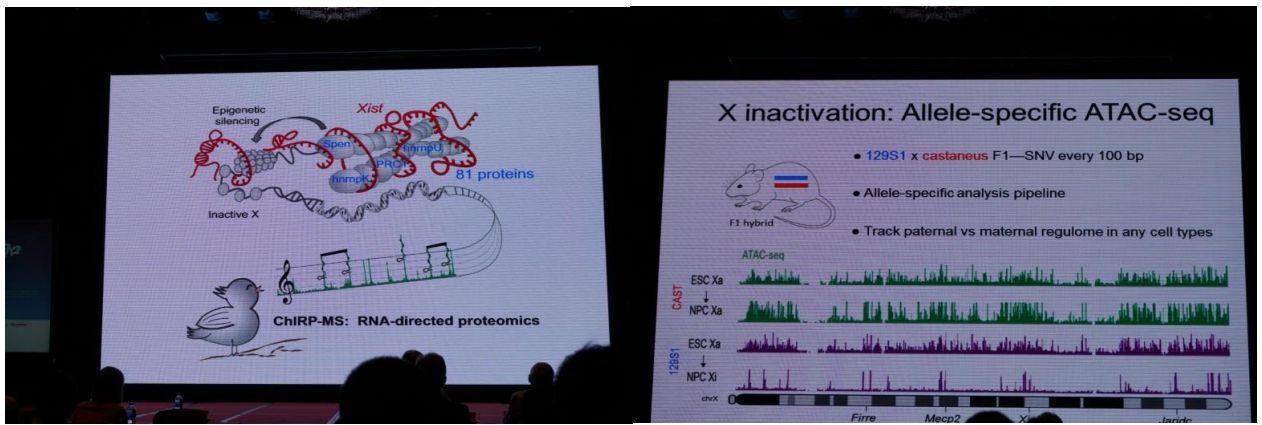 Epigenetic
silencing
Xist
Spen
hnrnpU
PRC1
hnrnpK
81 proteins
Inactive X
ChIRP-MS: RNA-directed proteomics
X inactivation: Allele-specific ATAC-seq
● 129S1 x castaneus F1—SNV every 100 bp
● Allele-specific analysis pipeline
F1 hybrid
● Track paternal vs maternal regulome in any cell types
ATAC-seq
CAST
ESC Xa
NPC Xa
129S1
ESC Xa
NPC Xi
chrX
Firre
Mecp2
Jaridc